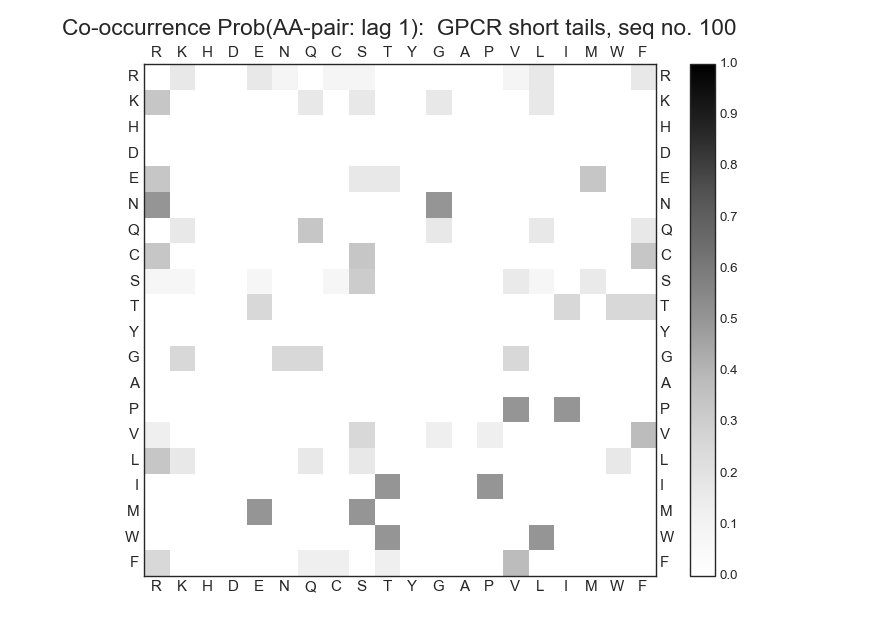 Co-occurrence Prob(AA-pair: lag 1):  GPCR short tails, seq no. 100
R K H D E N Q C S T Y G A P V L I M W F
1.0
R R
0.9
K K
H H
0.8
D D
E E
0.7
N N
Q Q
0.6
C C
S S
T T
0.5
Y Y
G G
0.4
A A
P P
0.3
V V
L L
0.2
I I
M M
0.1
W W
F F
0.0
R K H D E N Q C S T Y G A P V L I M W F